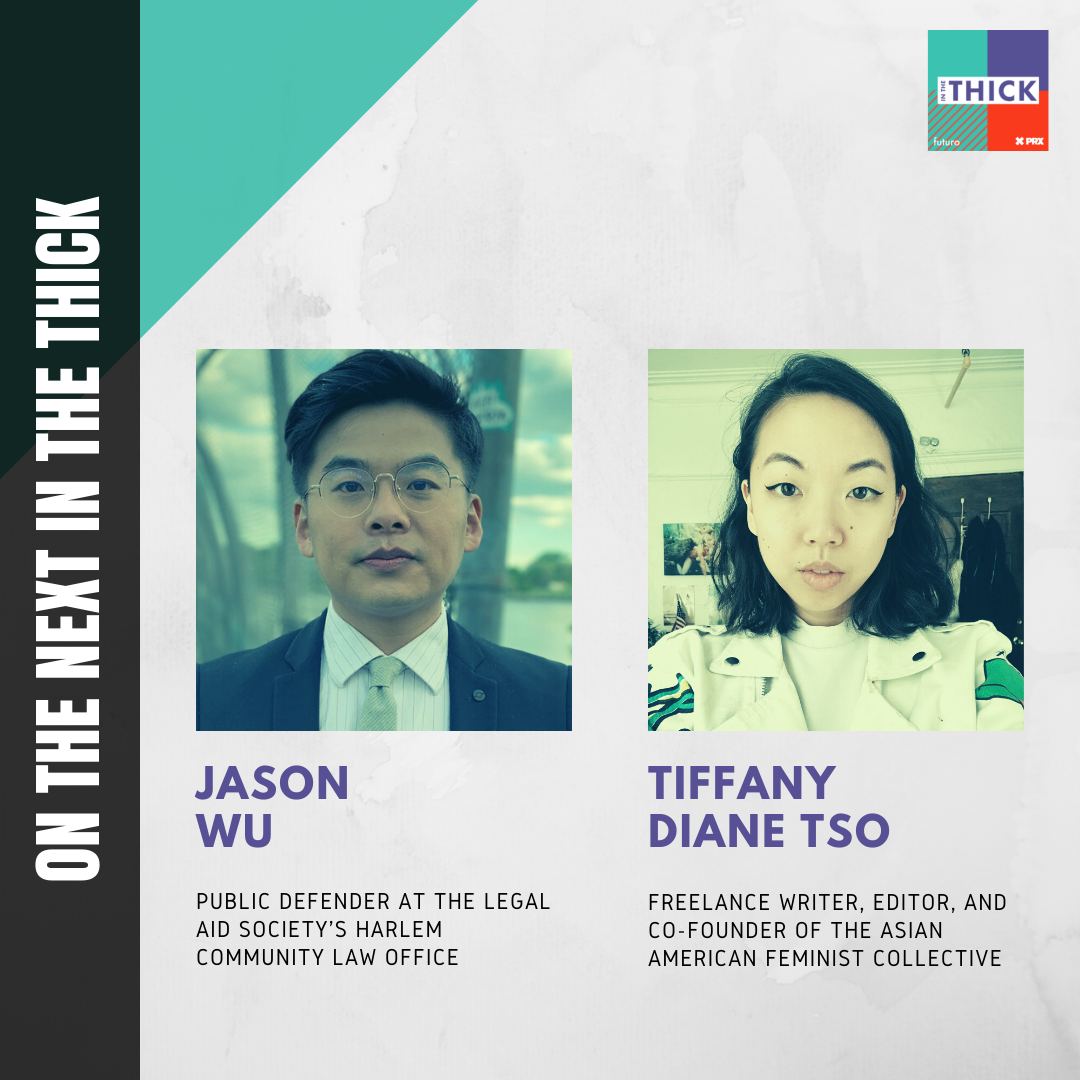 ON THE NEXT IN THE THICK
IN THE
THICK
futuro
PRX
JASON
WU
PUBLIC DEFENDER AT THE LEGAL
AID SOCIETY’S HARLEM
COMMUNITY LAW OFFICE
TIFFANY
DIANE TSO
FREELANCE WRITER, EDITOR, AND
CO-FOUNDER OF THE ASIAN
AMERICAN FEMINIST COLLECTIVE